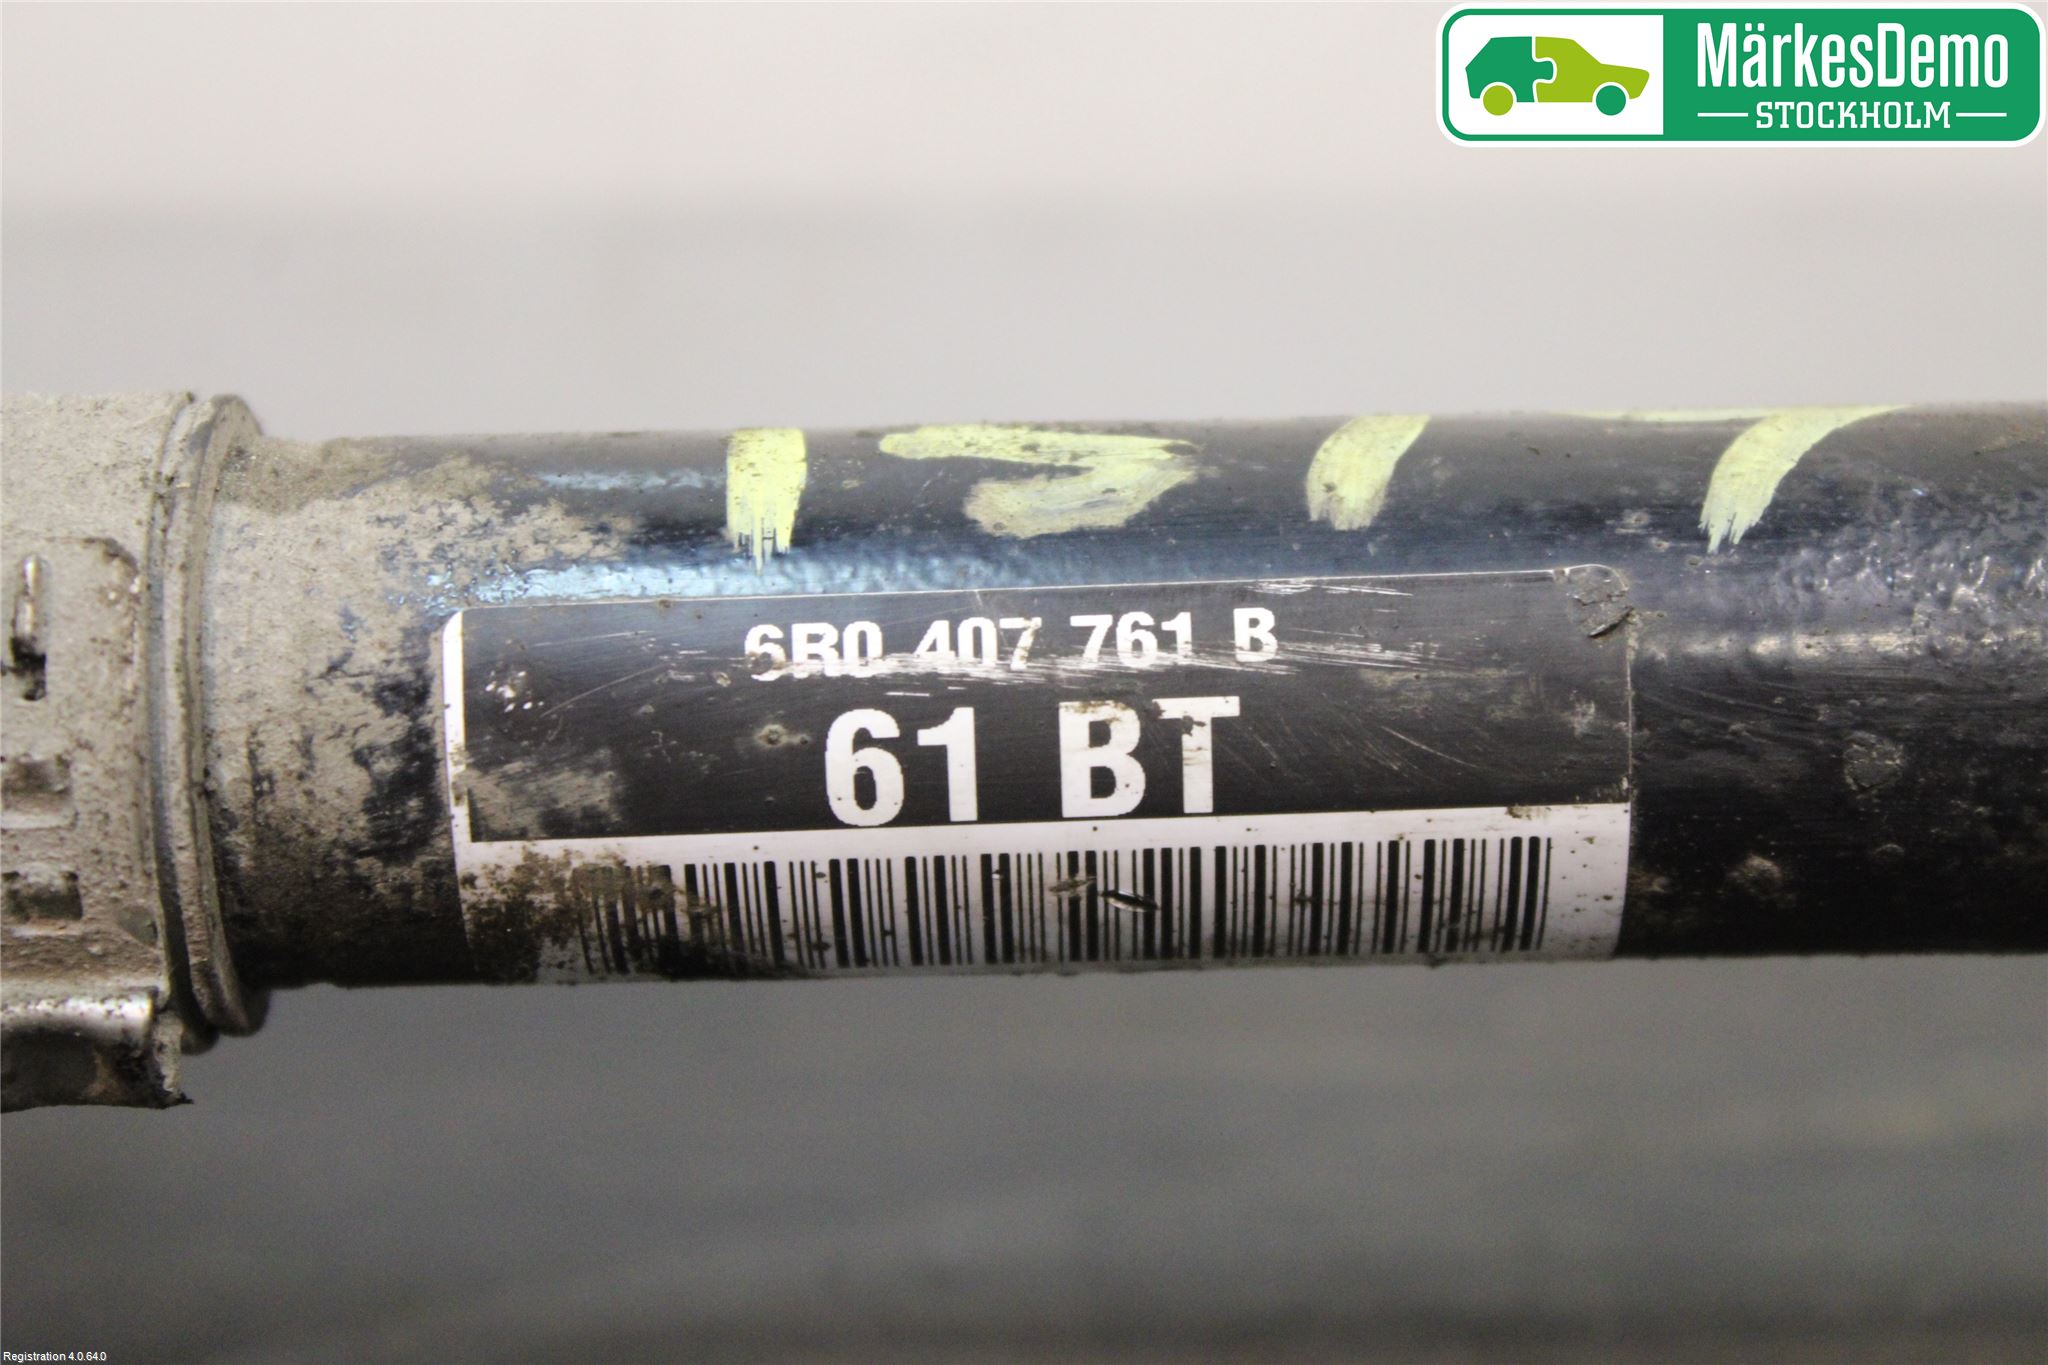 MärkesDemo
STOCKHOLM
6R0 407 761 B
61 BT
Registration 4.0.64.0